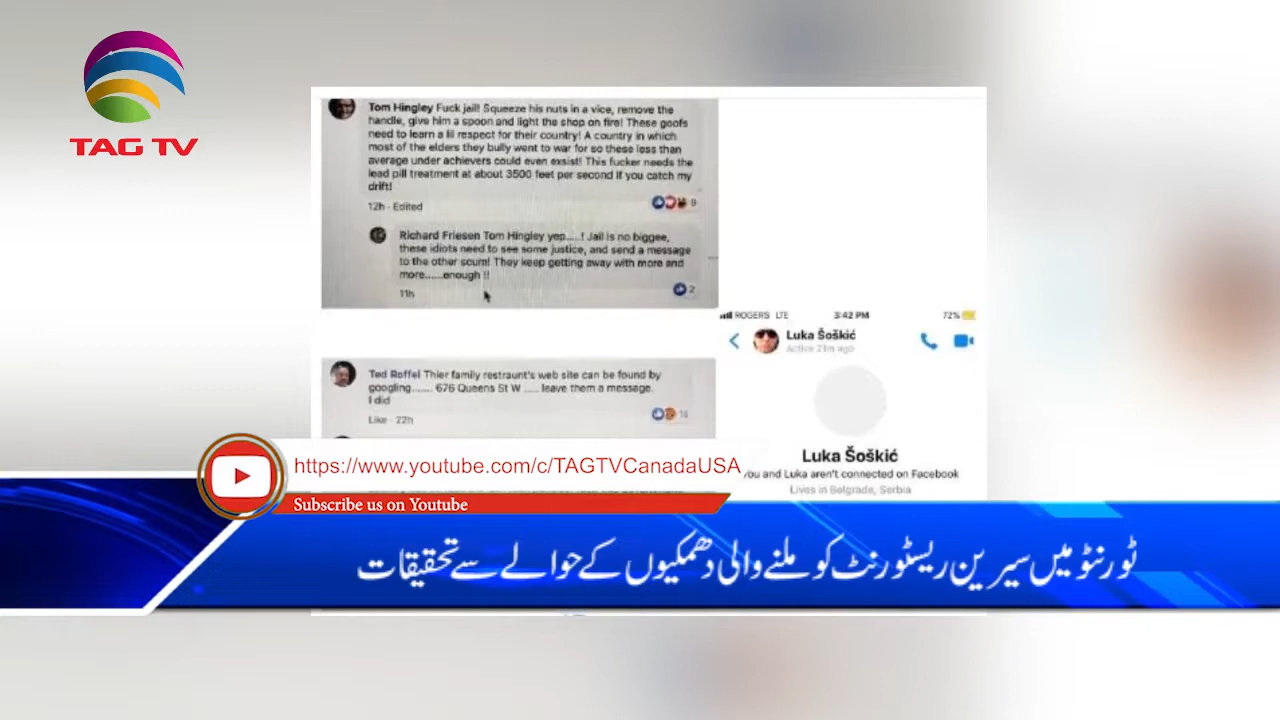 TAG TV
Tom Hingley Fuck jail! Squeeze his nuts in a vice, remove the
handle, give him a spoon and light the shop on fire! These goofs
need to learn a lil respect for their country! A country in which
most of the elders they bully went to war for so these less than
average under achievers could even exsist! This fucker needs the
lead pill treatment at about 3500 feet per second if you catch my
drift!
12h · Edited
9
Richard Friesen Tom Hingley yep.....! Jail is no biggee,
these idiots need to see some justice, and send a message
to the other scum! They keep getting away with more and
more......enough !!
11h
2
Ted Roffel Thier family restraunt's web site can be found by
googling....... 676 Queens St W ..... leave them a message.
I did
Like · 22h
16
ROGERS LTE 3:42 PM 72%
Luka Šoškić
Active 21m ago
Luka Šoškić
You and Luka aren't connected on Facebook
Lives in Belgrade, Serbia
https://www.youtube.com/c/TAGTVCanadaUSA
Subscribe us on Youtube
ٹورنٹو میں سیرین ریسٹورنٹ کو ملنے والی دھمکیوں کے حوالے سے تحقیقات